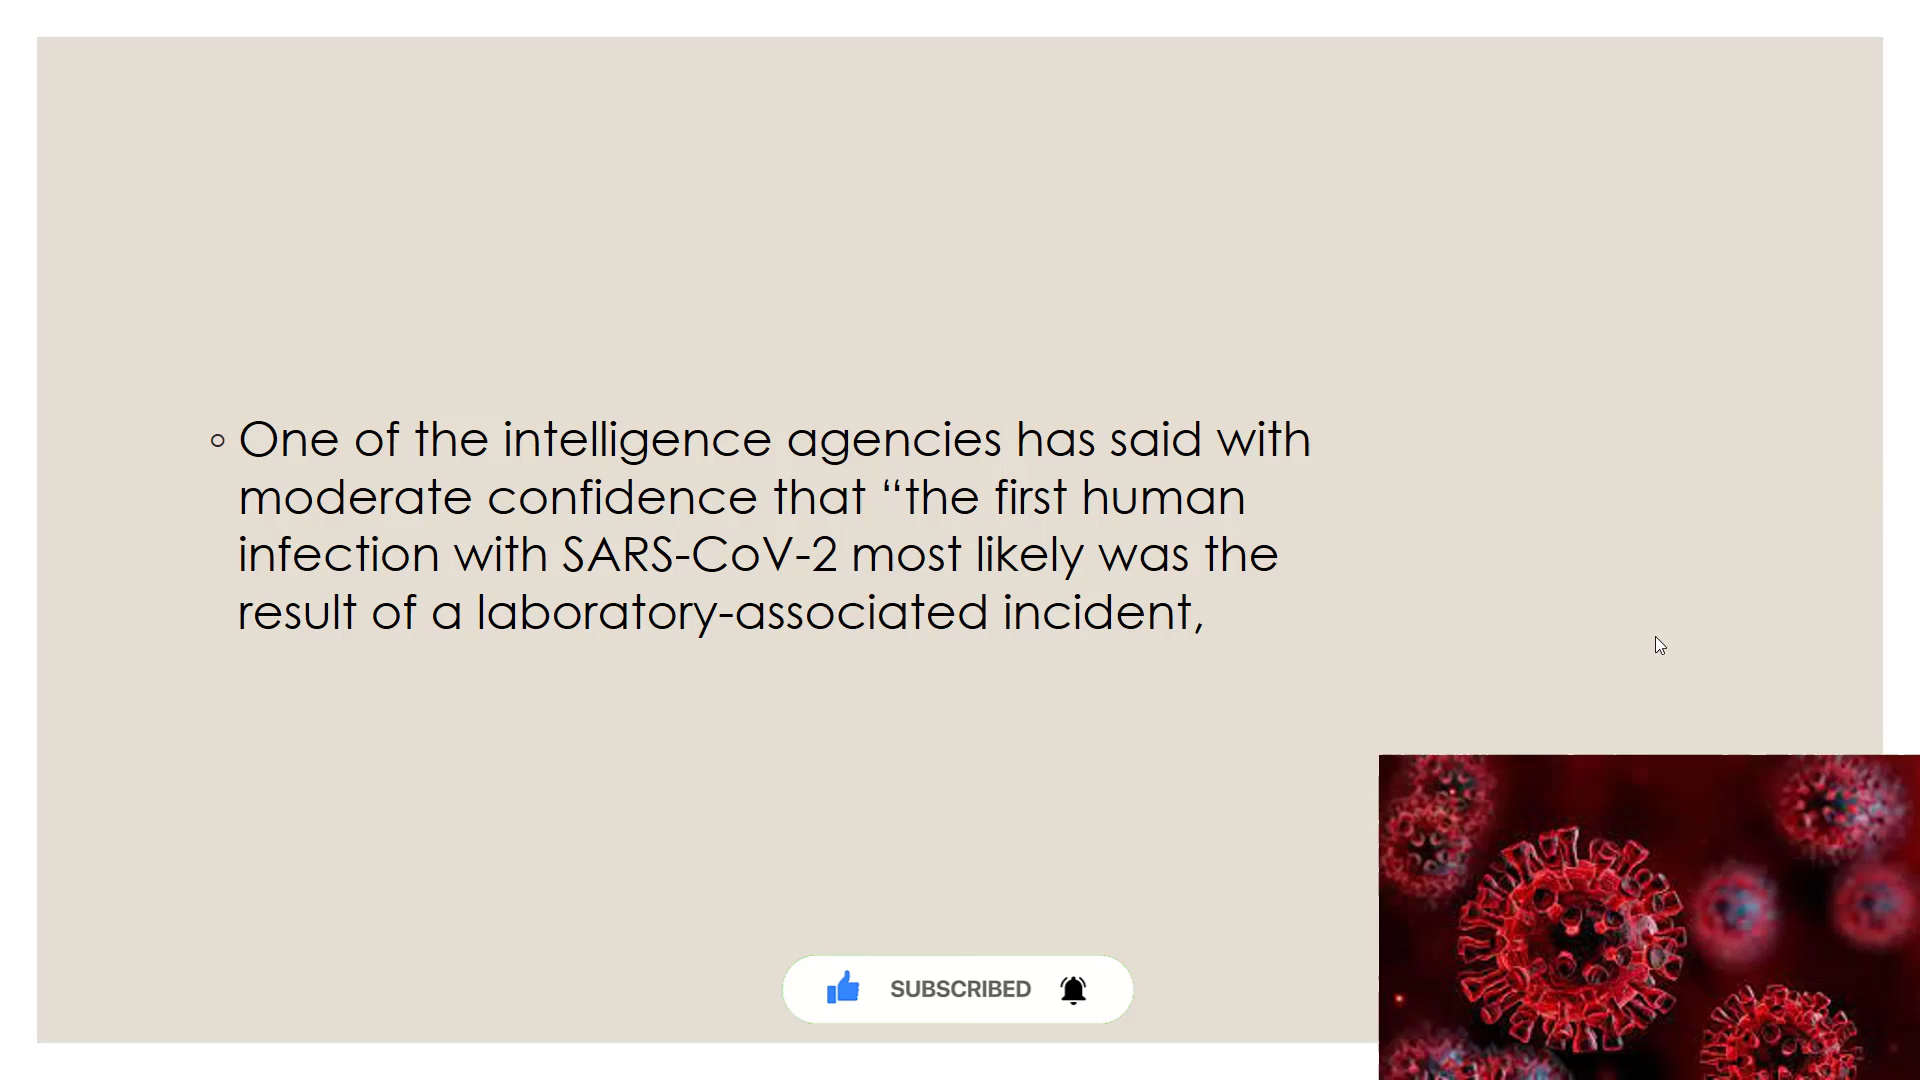 ◦ One of the intelligence agencies has said with
moderate confidence that “the first human
infection with SARS-CoV-2 most likely was the
result of a laboratory-associated incident,
SUBSCRIBED